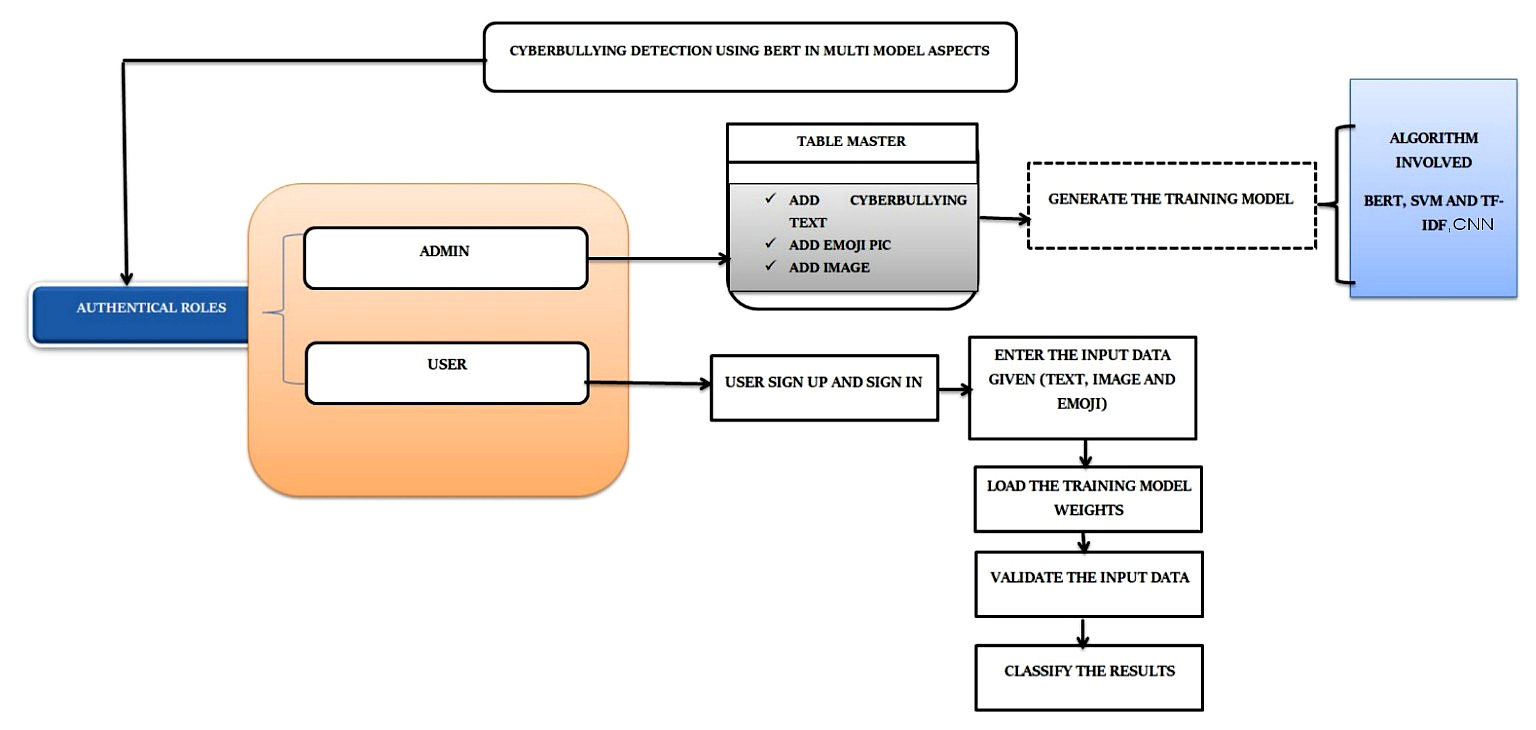 CYBERBULLYING DETECTION USING BERT IN MULTI MODEL ASPECTS
AUTHENTICAL ROLES
ADMIN
USER
TABLE MASTER
✓ ADD CYBERBULLYING
TEXT
✓ ADD EMOJI PIC
✓ ADD IMAGE
GENERATE THE TRAINING MODEL
ALGORITHM
INVOLVED
BERT, SVM AND TF-
IDF,CNN
USER SIGN UP AND SIGN IN
ENTER THE INPUT DATA
GIVEN (TEXT, IMAGE AND
EMOJI)
LOAD THE TRAINING MODEL
WEIGHTS
VALIDATE THE INPUT DATA
CLASSIFY THE RESULTS